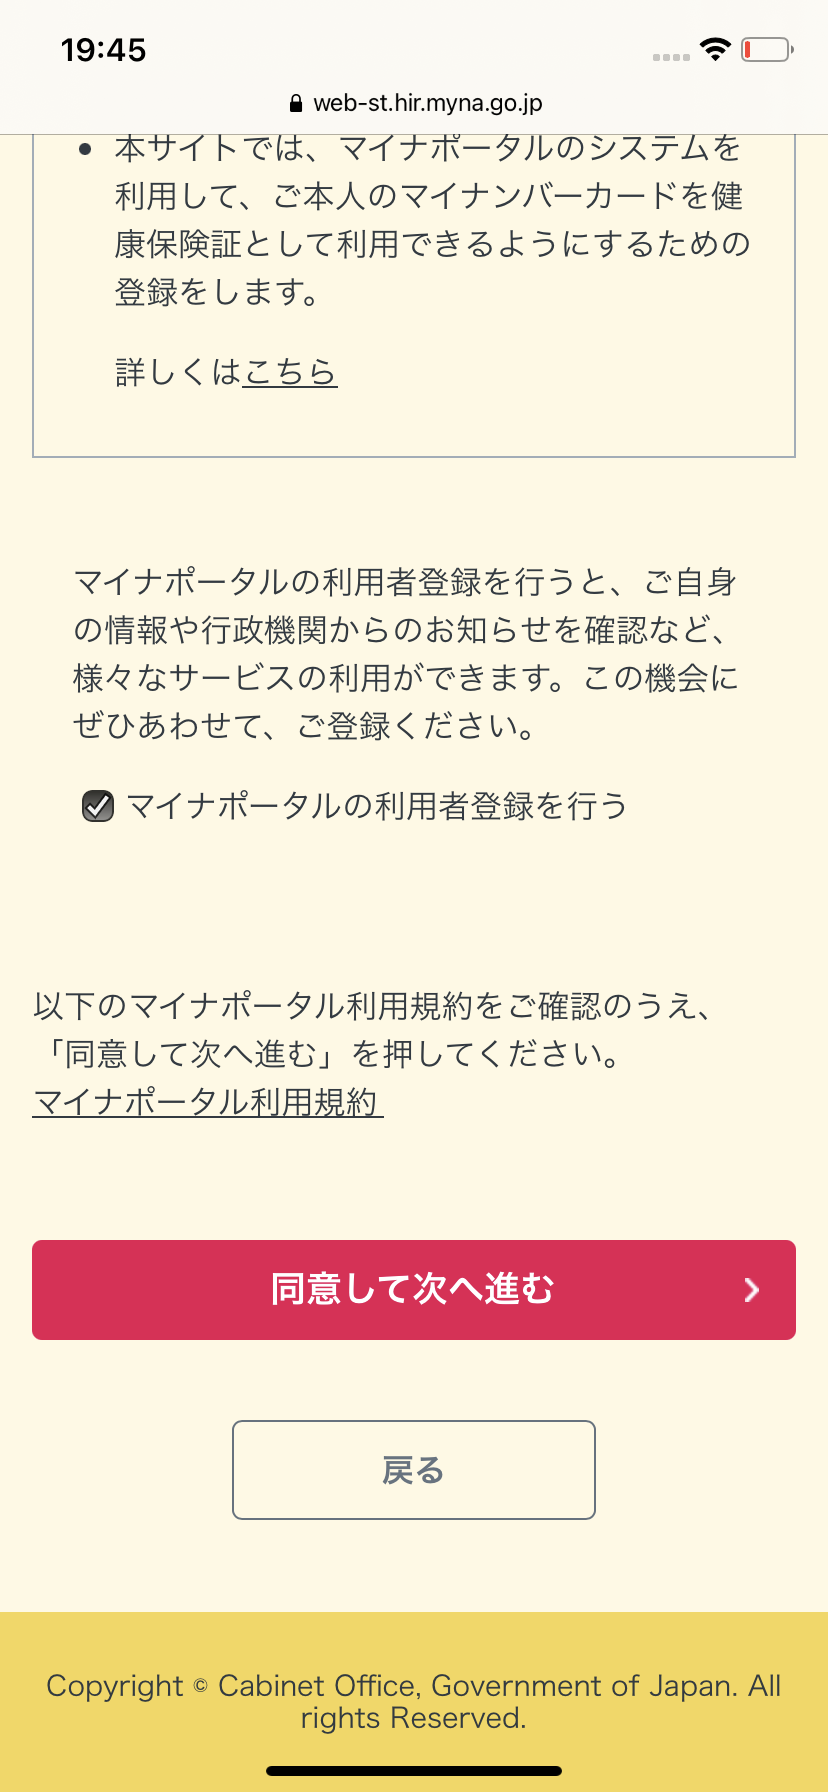 19:45
web-st.hir.myna.go.jp
• 本サイトでは、マイナポータルのシステムを
利用して、ご本人のマイナンバーカードを健
康保険証として利用できるようにするための
登録をします。
詳しくはこちら
マイナポータルの利用者登録を行うと、ご自身
の情報や行政機関からのお知らせを確認など、
様々なサービスの利用ができます。この機会に
ぜひあわせて、ご登録ください。
マイナポータルの利用者登録を行う
以下のマイナポータル利用規約をご確認のうえ、
「同意して次へ進む」を押してください。
マイナポータル利用規約
同意して次へ進む
戻る
Copyright © Cabinet Office, Government of Japan. All
rights Reserved.